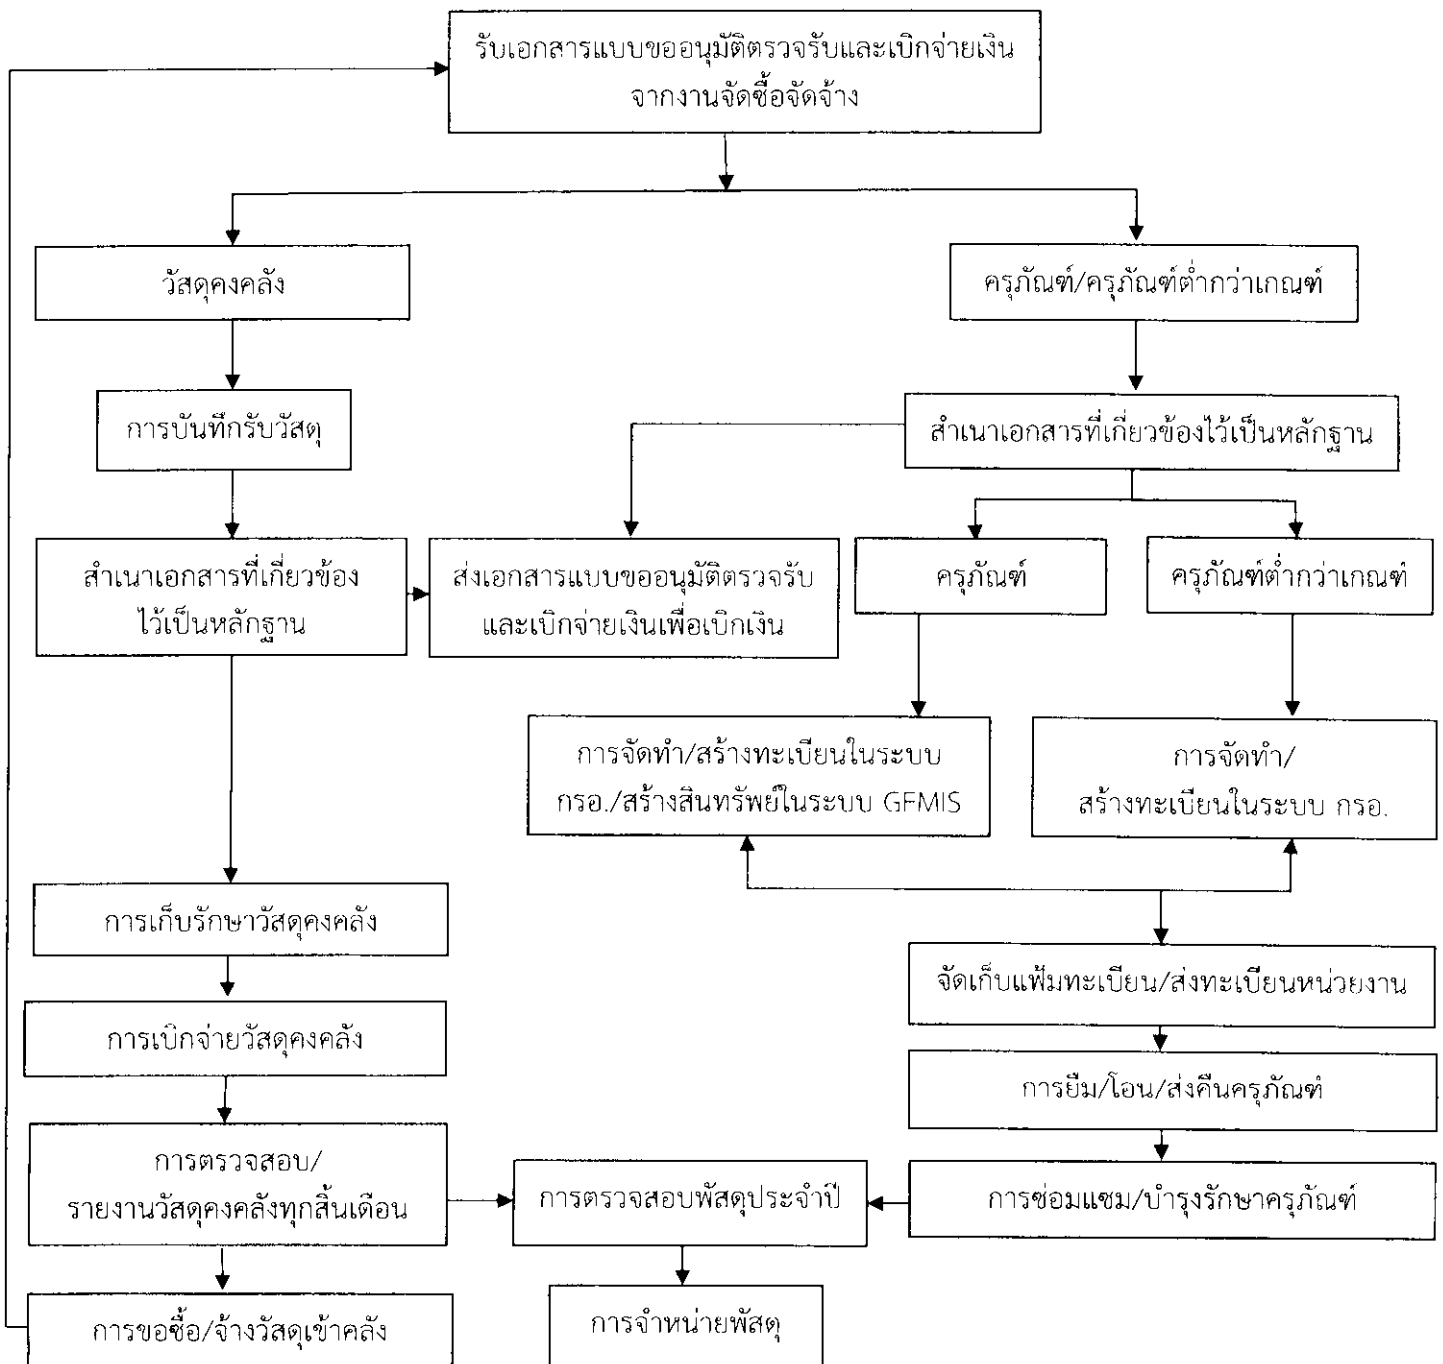 รับเอกสารแบบขออนุมัติตรวจรับและเบิกจ่ายเงิน
จากงานจัดซื้อจัดจ้าง
วัสดุคงคลัง
ครุภัณฑ์/ครุภัณฑ์ต่ำกว่าเกณฑ์
การบันทึกรับวัสดุ
สำเนาเอกสารที่เกี่ยวข้องไว้เป็นหลักฐาน
สำเนาเอกสารที่เกี่ยวข้อง
ไว้เป็นหลักฐาน
ส่งเอกสารแบบขออนุมัติตรวจรับ
และเบิกจ่ายเงินเพื่อเบิกเงิน
ครุภัณฑ์
ครุภัณฑ์ต่ำกว่าเกณฑ์
การจัดทำ/สร้างทะเบียนในระบบ
กรอ./สร้างสินทรัพย์ในระบบ GFMIS
การจัดทำ/
สร้างทะเบียนในระบบ กรอ.
การเก็บรักษาวัสดุคงคลัง
จัดเก็บแฟ้มทะเบียน/ส่งทะเบียนหน่วยงาน
การเบิกจ่ายวัสดุคงคลัง
การยืม/โอน/ส่งคืนครุภัณฑ์
การตรวจสอบ/
รายงานวัสดุคงคลังทุกสิ้นเดือน
การตรวจสอบพัสดุประจำปี
การซ่อมแซม/บำรุงรักษาครุภัณฑ์
การขอซื้อ/จ้างวัสดุเข้าคลัง
การจำหน่ายพัสดุ